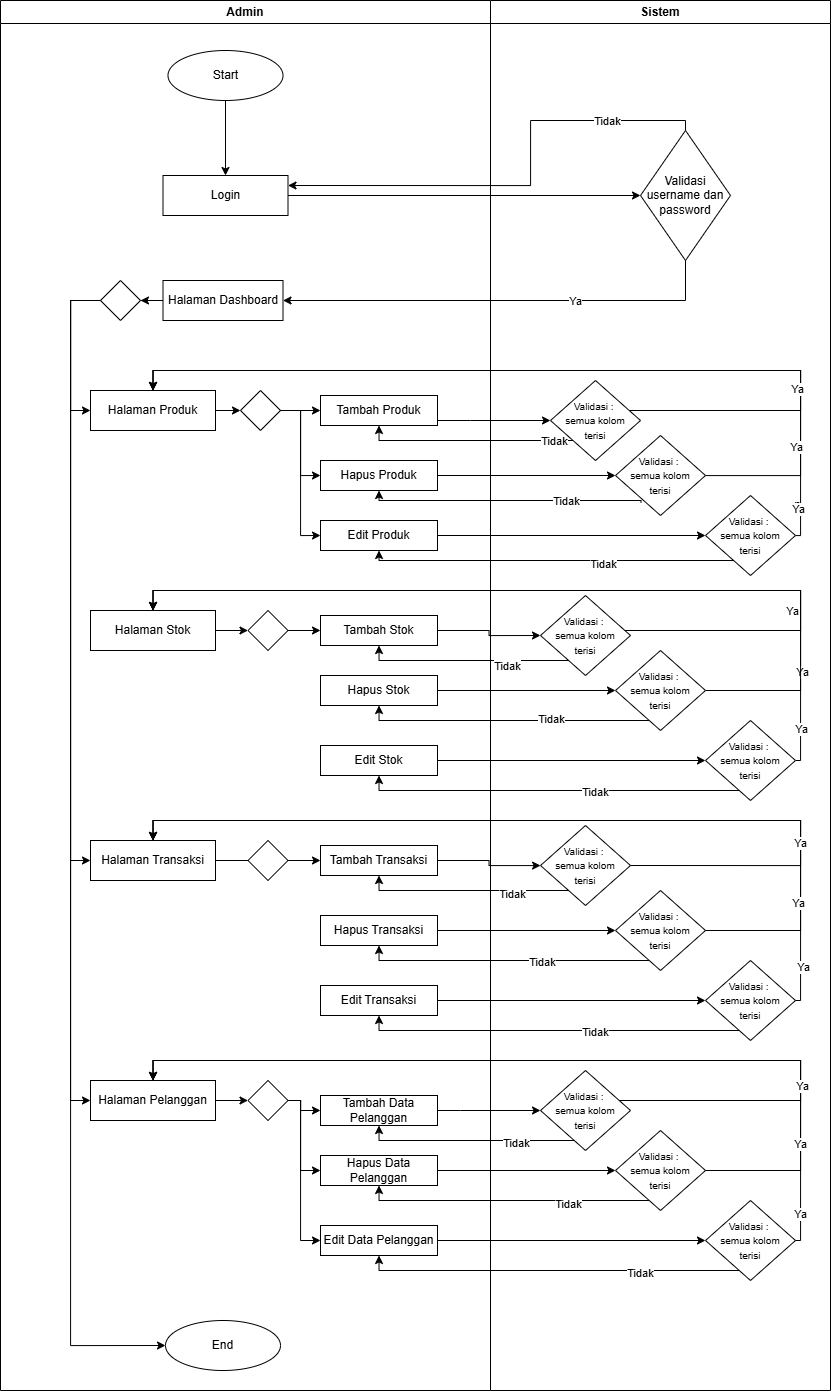 Admin
Sistem
Start
Tidak
Login
Validasi
username dan
password
Halaman Dashboard
Ya
Halaman Produk
Tambah Produk
Validasi :
semua kolom
terisi
Ya
Tidak
Ya
Hapus Produk
Validasi :
semua kolom
terisi
Tidak
Ya
Edit Produk
Validasi :
semua kolom
terisi
Tidak
Halaman Stok
Tambah Stok
Validasi :
semua kolom
terisi
Ya
Tidak
Ya
Hapus Stok
Validasi :
semua kolom
terisi
Tidak
Ya
Edit Stok
Validasi :
semua kolom
terisi
Tidak
Halaman Transaksi
Tambah Transaksi
Validasi :
semua kolom
terisi
Ya
Tidak
Ya
Hapus Transaksi
Validasi :
semua kolom
terisi
Tidak
Ya
Edit Transaksi
Validasi :
semua kolom
terisi
Tidak
Halaman Pelanggan
Tambah Data
Pelanggan
Validasi :
semua kolom
terisi
Ya
Tidak
Ya
Hapus Data
Pelanggan
Validasi :
semua kolom
terisi
Tidak
Ya
Edit Data Pelanggan
Validasi :
semua kolom
terisi
Tidak
End